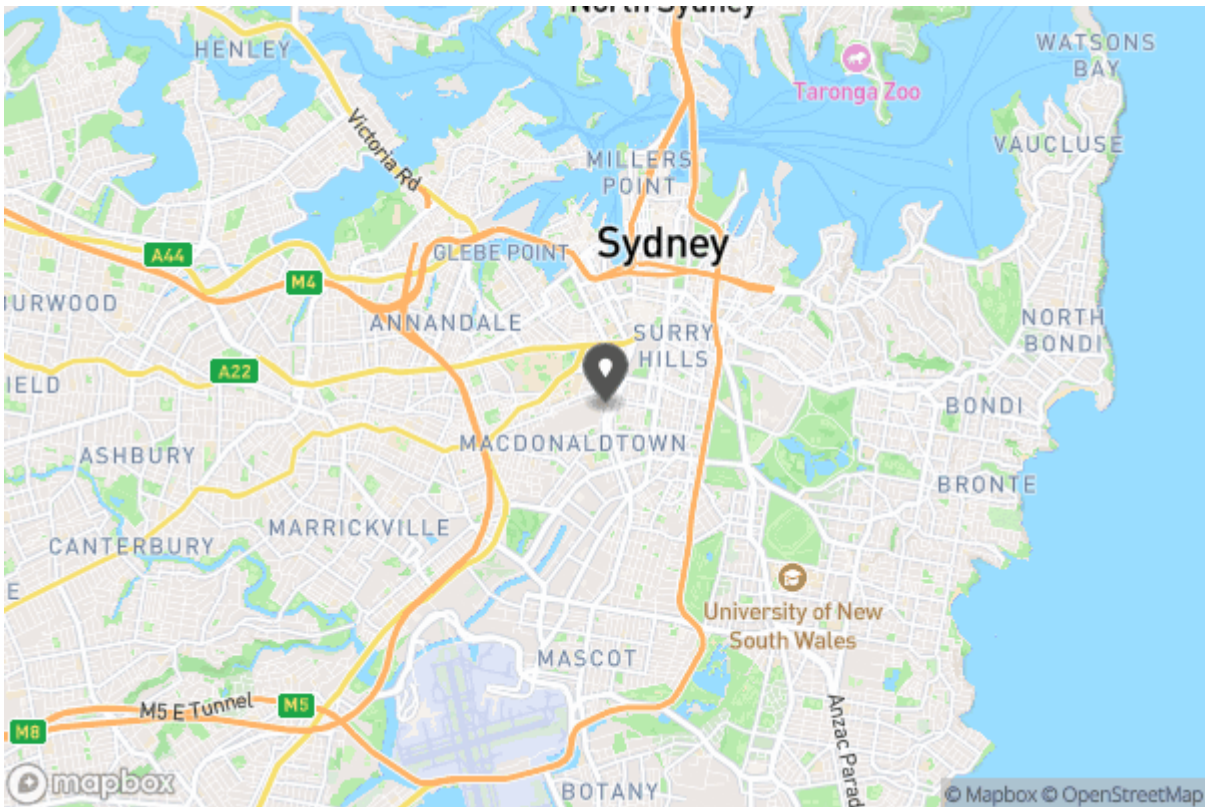 North Sydney
HENLEY
WATSONS
BAY
Taronga Zoo
Victoria Rd
VAUCLUSE
MILLERS
POINT
A44
GLEBE POINT
Sydney
M4
BURWOOD
ANNANDALE
SURRY
HILLS
NORTH
BONDI
A22
FIELD
BONDI
MACDONALDTOWN
ASHBURY
BRONTE
MARRICKVILLE
CANTERBURY
E
University of New
South Wales
MASCOT
M5 E Tunnel
M5
M8
Anzac Parad
mapbox
BOTANY
© Mapbox © OpenStreetMap